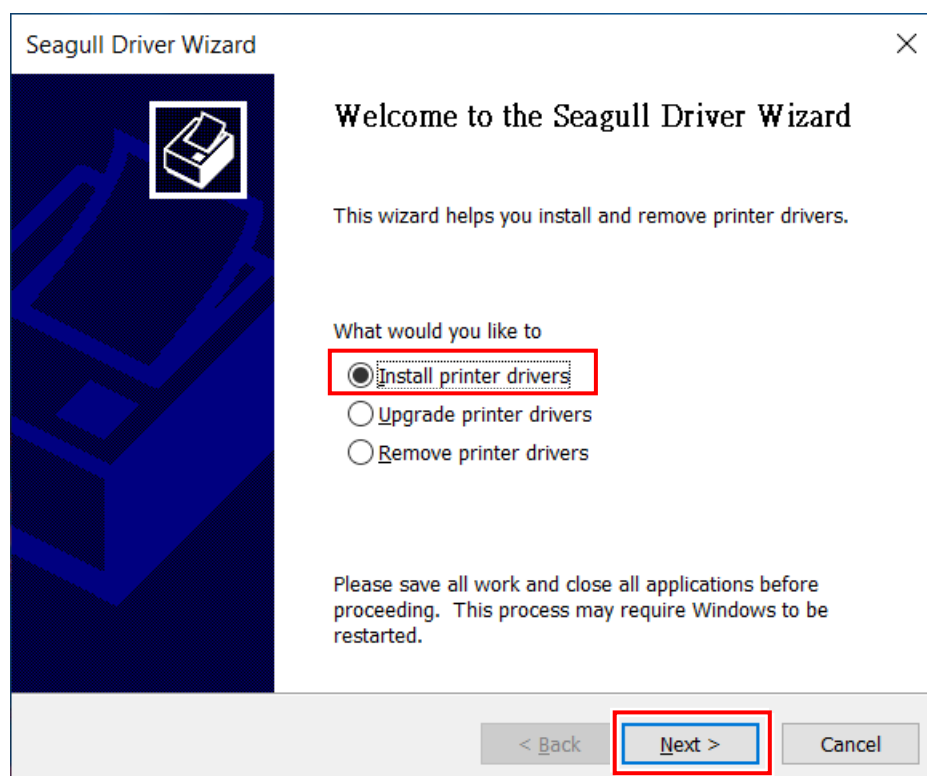 Seagull Driver Wizard
Welcome to the Seagull Driver Wizard
This wizard helps you install and remove printer drivers.
What would you like to
Install printer drivers
Upgrade printer drivers
Remove printer drivers
Please save all work and close all applications before
proceeding. This process may require Windows to be
restarted.
< Back Next > Cancel